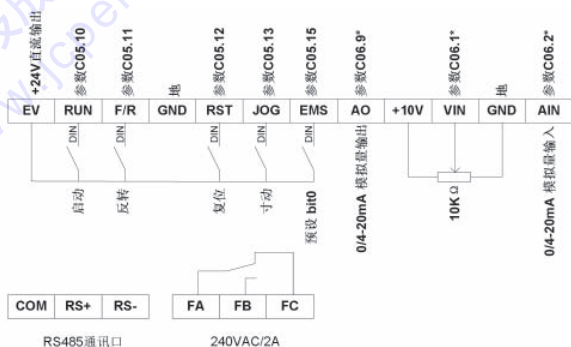 +24V直流输出 参数C05.10 参数C05.11 地 参数C05.12 参数C05.13 参数C05.15 参数C06.9* 参数C06.1* 地 参数C06.2*
EV RUN F/R GND RST JOG EMS AO +10V VIN GND AIN
DIN DIN DIN DIN DIN
启动 反转 复位 寸动 预设 bit0 0/4-20mA 模拟量输出 10K Ω 0/4-20mA 模拟量输入
COM RS+ RS- FA FB FC
RS485通讯口 240VAC/2A